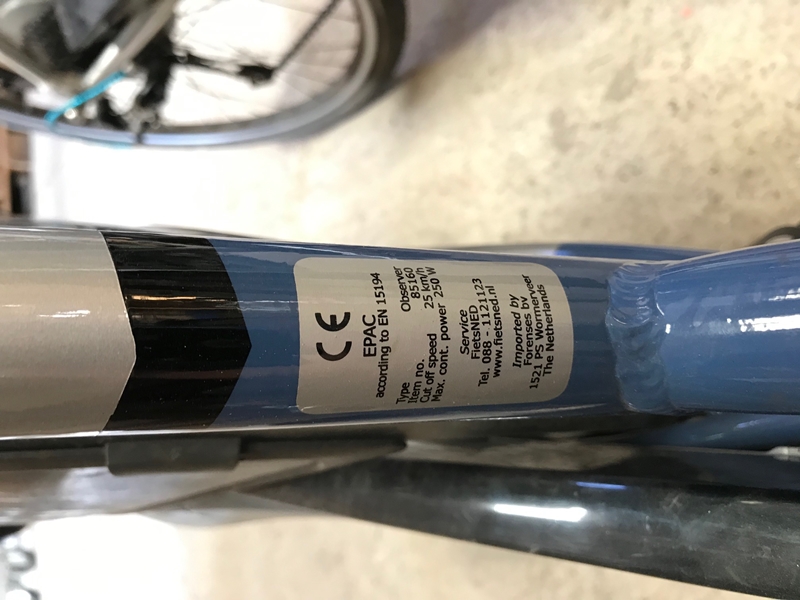 CE
EPAC
according to EN 15194
Type Observer
Item no. 85160
Cut off speed 25 km/h
Max. cont. power 250 W
Service
FietsNED
Tel. 088 - 1121123
www.fietsned.nl
Imported by
Forenses bv
1521 PS Wormerveer
The Netherlands